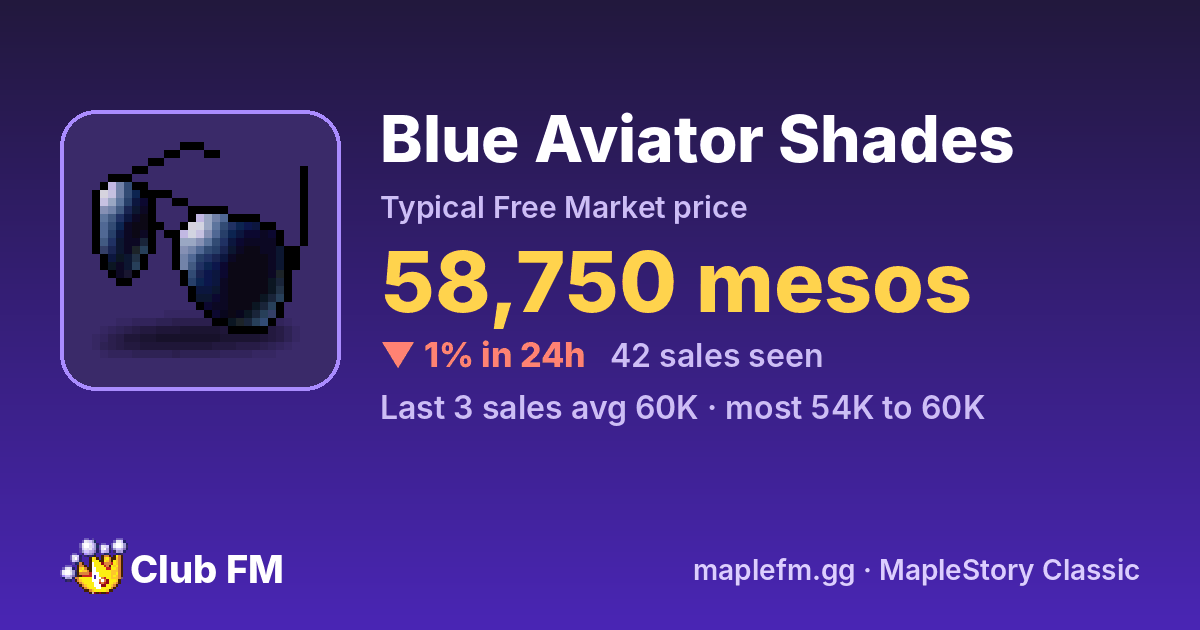 Blue Aviator Shades
Typical Free Market price
58,750 mesos
▼ 1% in 24h 42 sales seen
Last 3 sales avg 60K · most 54K to 60K
Club FM
maplefm.gg · MapleStory Classic